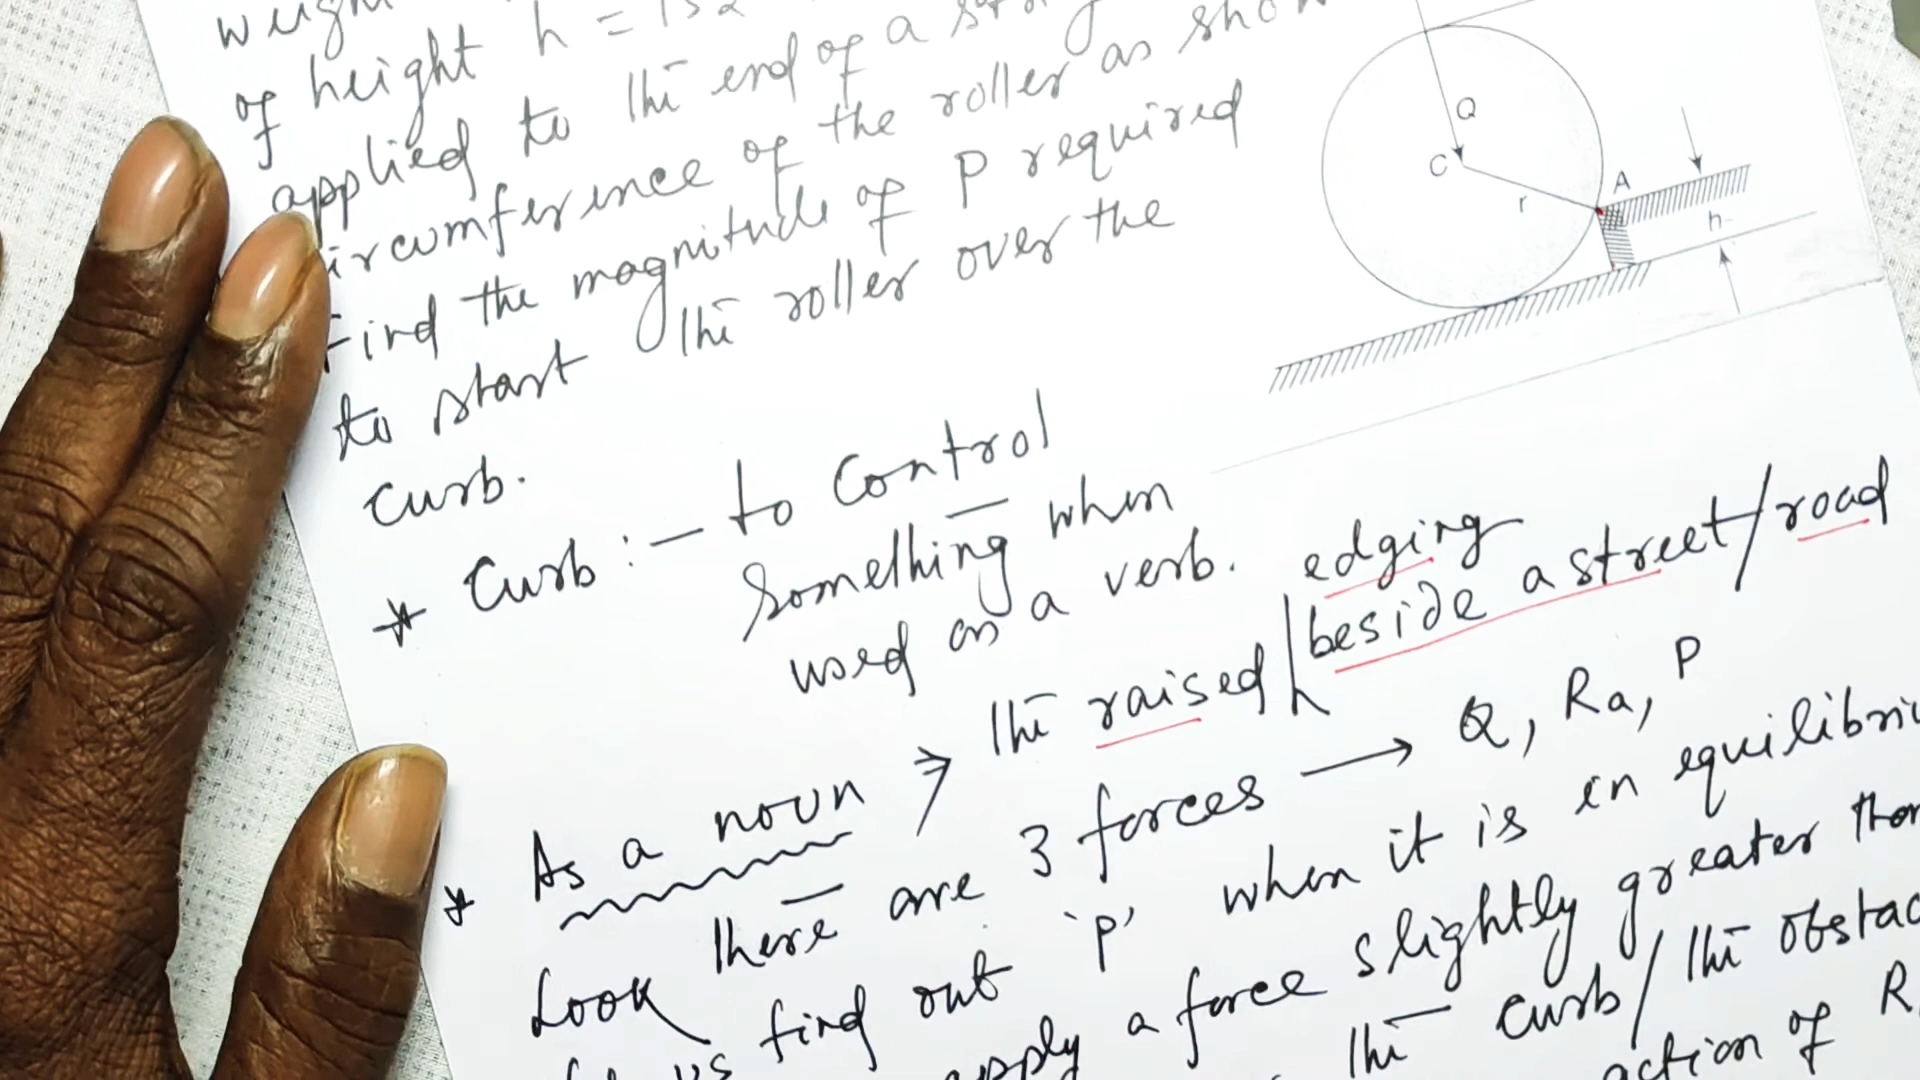 of height h = 152
applied to the end of a
circumference of the roller as
Find the magnitude of P required
to start the roller over the
curb.
Q
C
r
A
h
* Curb :- to control
something when
used as a verb.
* As a noun → the raised edging
beside a street/road
Look there are 3 forces → Q, Ra, P
find out 'P' when it is in
apply a force slightly greater
the curb/the
action of